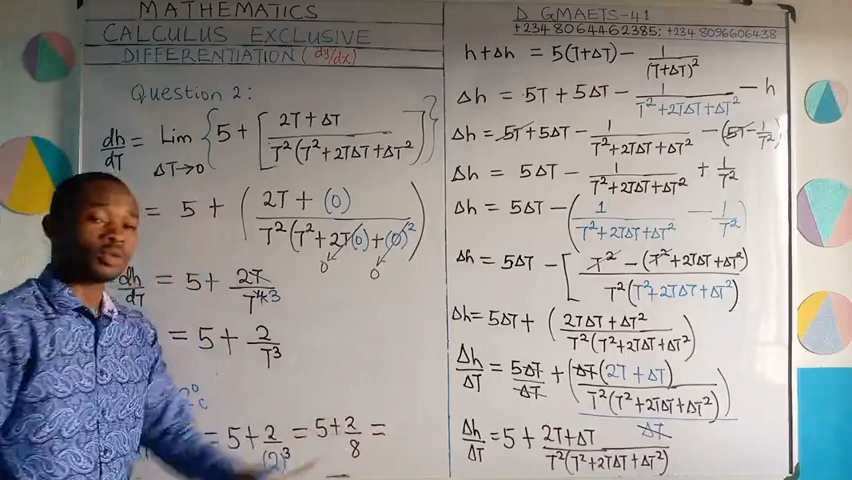 MATHEMATICS
CALCULUS EXCLUSIVE
DIFFERENTIATION (dy/dx)
Question 2:
dh/dT = Lim ΔT→0 {5 + [(2T + ΔT)/(T²(T² + 2TΔT + ΔT²))]}
= 5 + ((2T + (0))/(T²(T² + 2T(0) + (0)²)))
0 0
dh/dT = 5 + 2T/T⁴3
= 5 + 2/T³
2°c
= 5 + 2/(2)³ = 5 + 2/8 =
D GMAETS-41
+234 8064462385; +234 8096606438
h + Δh = 5(T+ΔT) - 1/(T+ΔT)²
Δh = 5T + 5ΔT - 1/(T² + 2TΔT + ΔT²) - h
Δh = 5T + 5ΔT - 1/(T² + 2TΔT + ΔT²) - (5T - 1/T²)
Δh = 5ΔT - 1/(T² + 2TΔT + ΔT²) + 1/T²
Δh = 5ΔT - (1/(T² + 2TΔT + ΔT²) - 1/T²)
Δh = 5ΔT - [(T² - (T² + 2TΔT + ΔT²))/(T²(T² + 2TΔT + ΔT²))]
Δh = 5ΔT + ((2TΔT + ΔT²)/(T²(T² + 2TΔT + ΔT²)))
Δh/ΔT = 5ΔT/ΔT + (ΔT(2T + ΔT)/(T²(T² + 2TΔT + ΔT²)))/ΔT
Δh/ΔT = 5 + (2T + ΔT)/(T²(T² + 2TΔT + ΔT²))